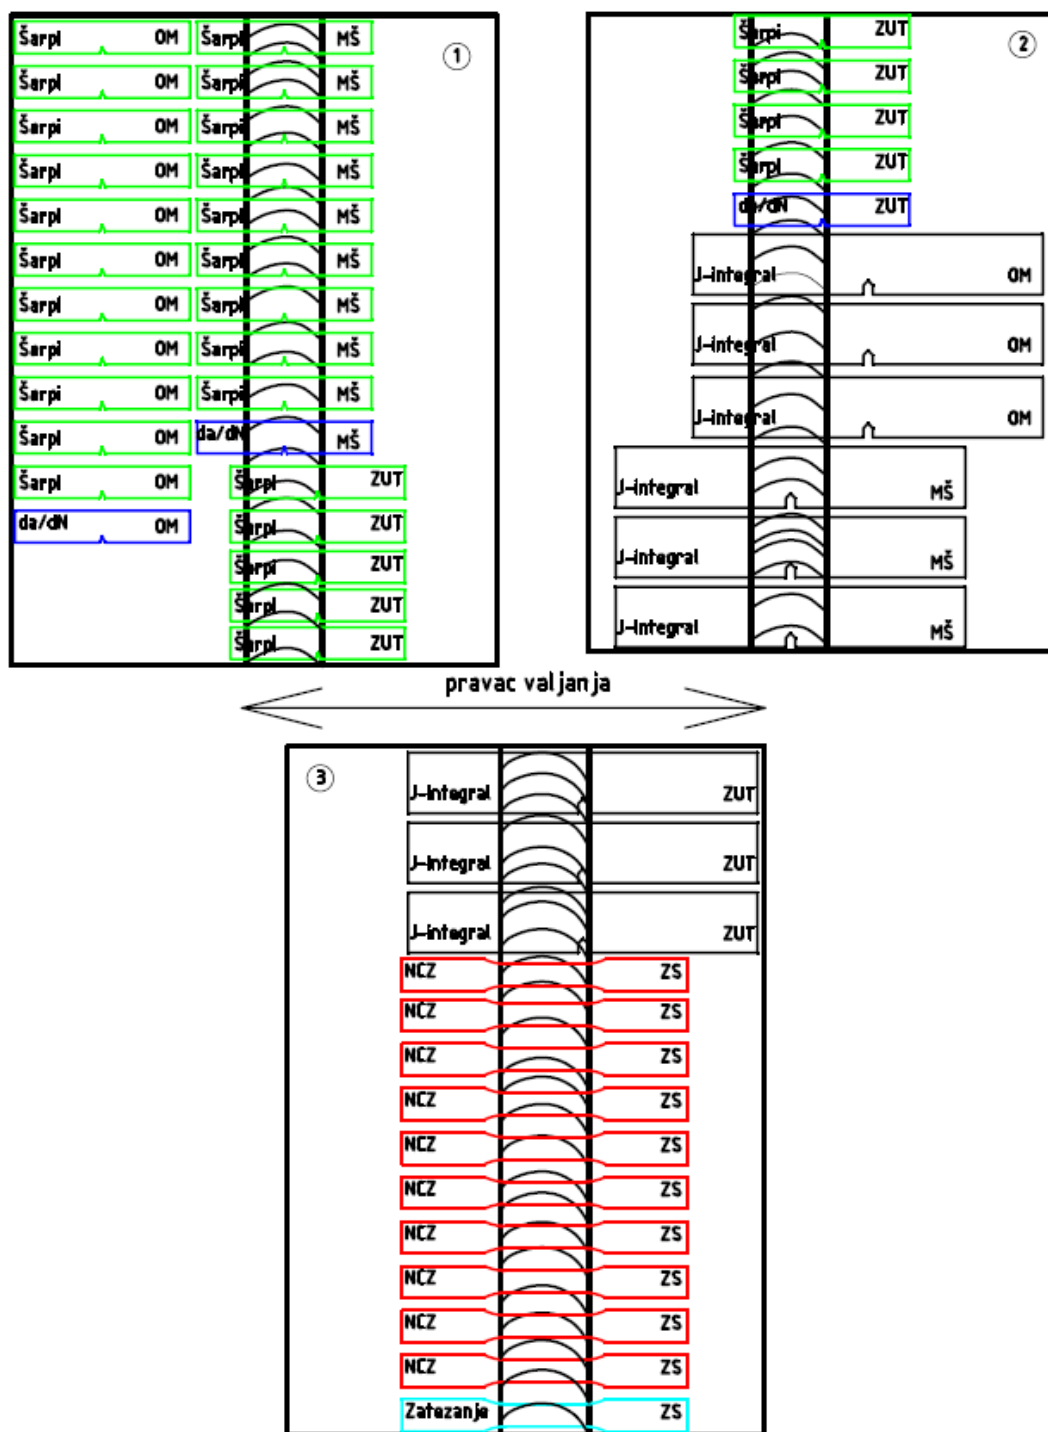 Šarpi OM Šarpi MŠ 1
Šarpi OM Šarpi MŠ
Šarpi OM Šarpi MŠ
Šarpi OM Šarpi MŠ
Šarpi OM Šarpi MŠ
Šarpi OM Šarpi MŠ
Šarpi OM Šarpi MŠ
Šarpi OM Šarpi MŠ
Šarpi OM Šarpi MŠ
Šarpi OM da/dN MŠ
Šarpi OM Šarpi ZUT
da/dN OM Šarpi ZUT
Šarpi ZUT
Šarpi ZUT
Šarpi ZUT
Šarpi ZUT 2
Šarpi ZUT
Šarpi ZUT
Šarpi ZUT
da/dN ZUT
J-integral OM
J-integral OM
J-integral OM
J-integral MŠ
J-integral MŠ
J-integral MŠ
pravac valjanja
3 J-integral ZUT
J-integral ZUT
J-integral ZUT
NCZ ZS
NCZ ZS
NCZ ZS
NCZ ZS
NCZ ZS
NCZ ZS
NCZ ZS
NCZ ZS
NCZ ZS
NCZ ZS
Zatezanje ZS